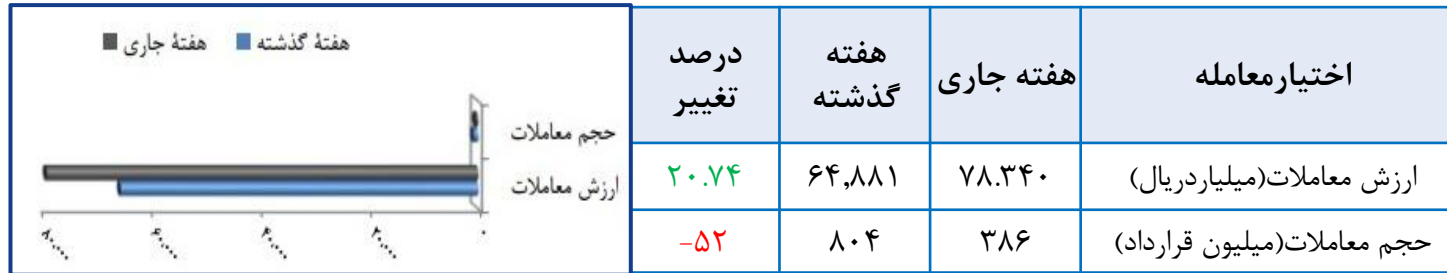 اختیارمعامله
هفته جاری
هفته
گذشته
درصد
تغییر
ارزش معاملات(میلیاردریال)
۷۸.۳۴۰
۶۴,۸۸۱
۲۰.۷۴
حجم معاملات(میلیون قرارداد)
۳۸۶
۸۰۴
-۵۲
هفتهٔ گذشته
هفتهٔ جاری
حجم معاملات
ارزش معاملات
۰
۲۰.۰۰۰
۴۰.۰۰۰
۶۰.۰۰۰
۸۰.۰۰۰